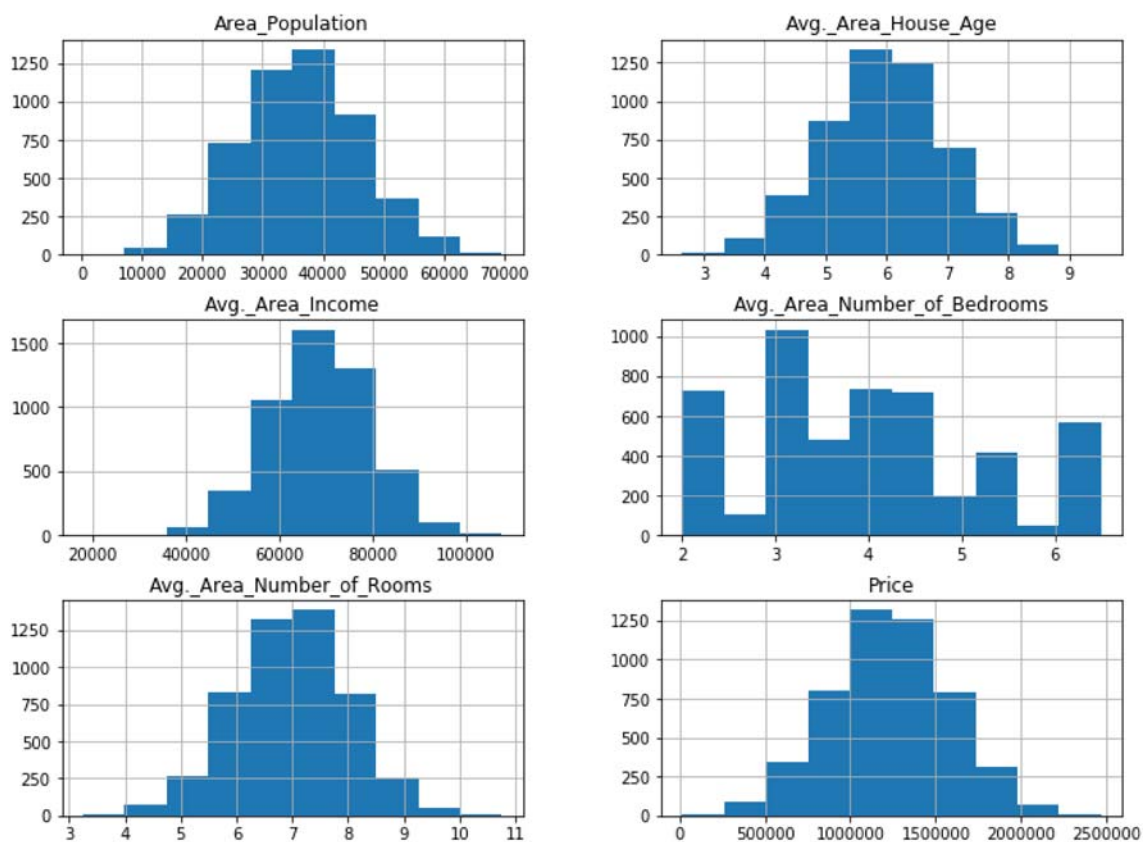 Area_Population
1250
1000
750
500
250
0
0 10000 20000 30000 40000 50000 60000 70000
Avg._Area_House_Age
1250
1000
750
500
250
0
3 4 5 6 7 8 9
Avg._Area_Income
1500
1000
500
0
20000 40000 60000 80000 100000
Avg._Area_Number_of_Bedrooms
1000
800
600
400
200
0
2 3 4 5 6
Avg._Area_Number_of_Rooms
1250
1000
750
500
250
0
3 4 5 6 7 8 9 10 11
Price
1250
1000
750
500
250
0
0 500000 1000000 1500000 2000000 2500000